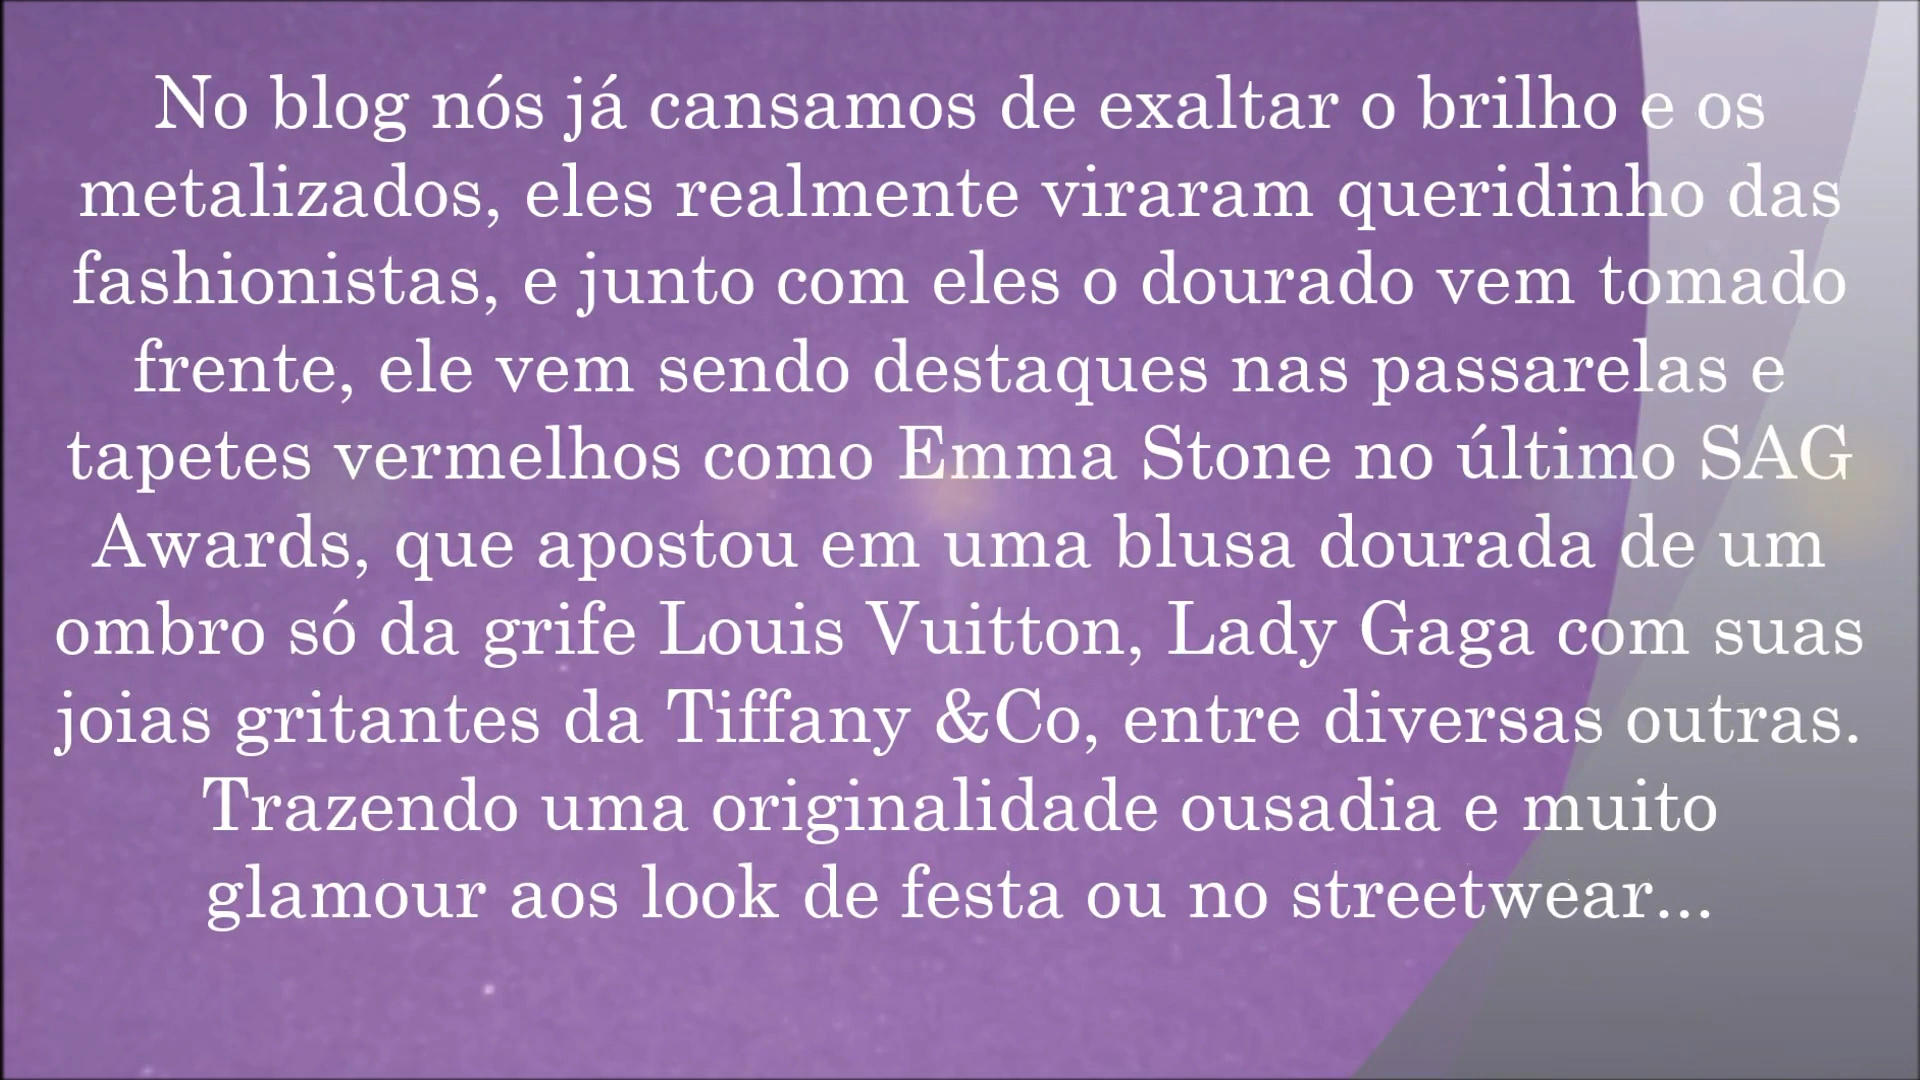 No blog nós já cansamos de exaltar o brilho e os
metalizados, eles realmente viraram queridinho das
fashionistas, e junto com eles o dourado vem tomado
frente, ele vem sendo destaques nas passarelas e
tapetes vermelhos como Emma Stone no último SAG
Awards, que apostou em uma blusa dourada de um
ombro só da grife Louis Vuitton, Lady Gaga com suas
joias gritantes da Tiffany &Co, entre diversas outras.
Trazendo uma originalidade ousadia e muito
glamour aos look de festa ou no streetwear...